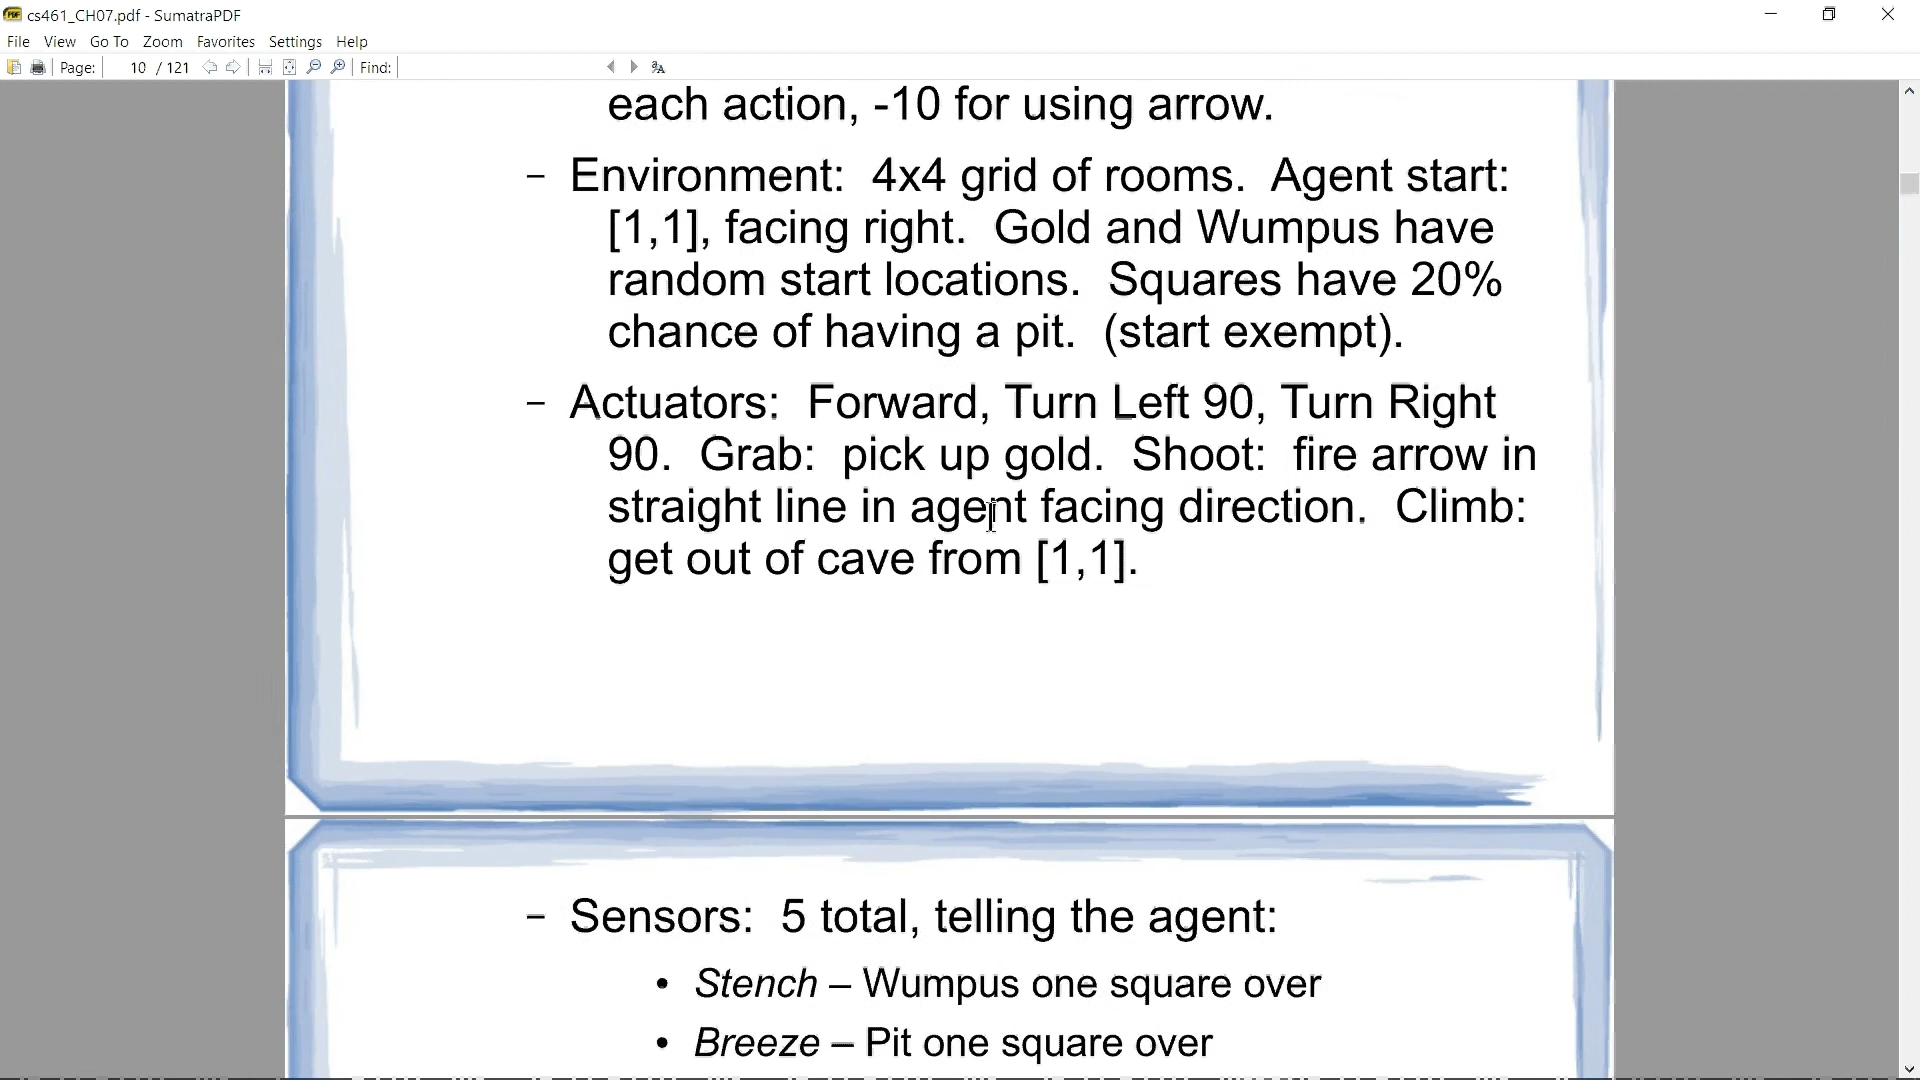 cs461_CH07.pdf - SumatraPDF
File View Go To Zoom Favorites Settings Help
Page: 10 / 121 Find:
each action, -10 for using arrow.
– Environment: 4x4 grid of rooms. Agent start:
[1,1], facing right. Gold and Wumpus have
random start locations. Squares have 20%
chance of having a pit. (start exempt).
– Actuators: Forward, Turn Left 90, Turn Right
90. Grab: pick up gold. Shoot: fire arrow in
straight line in agent facing direction. Climb:
get out of cave from [1,1].
– Sensors: 5 total, telling the agent:
• Stench – Wumpus one square over
• Breeze – Pit one square over